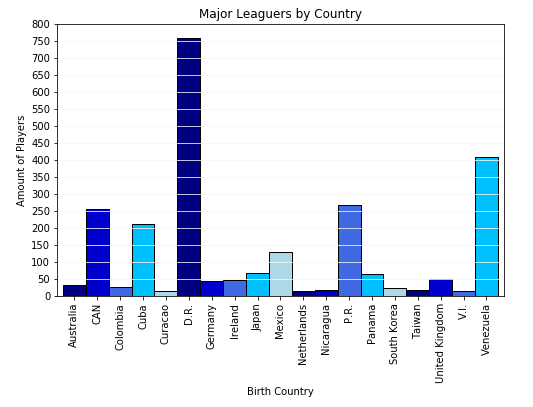 Major Leaguers by Country
800
750
700
650
600
550
500
450
400
350
300
250
200
150
100
50
0
Amount of Players
Australia
CAN
Colombia
Cuba
Curacao
D.R.
Germany
Ireland
Japan
Mexico
Netherlands
Nicaragua
P.R.
Panama
South Korea
Taiwan
United Kingdom
V.I.
Venezuela
Birth Country